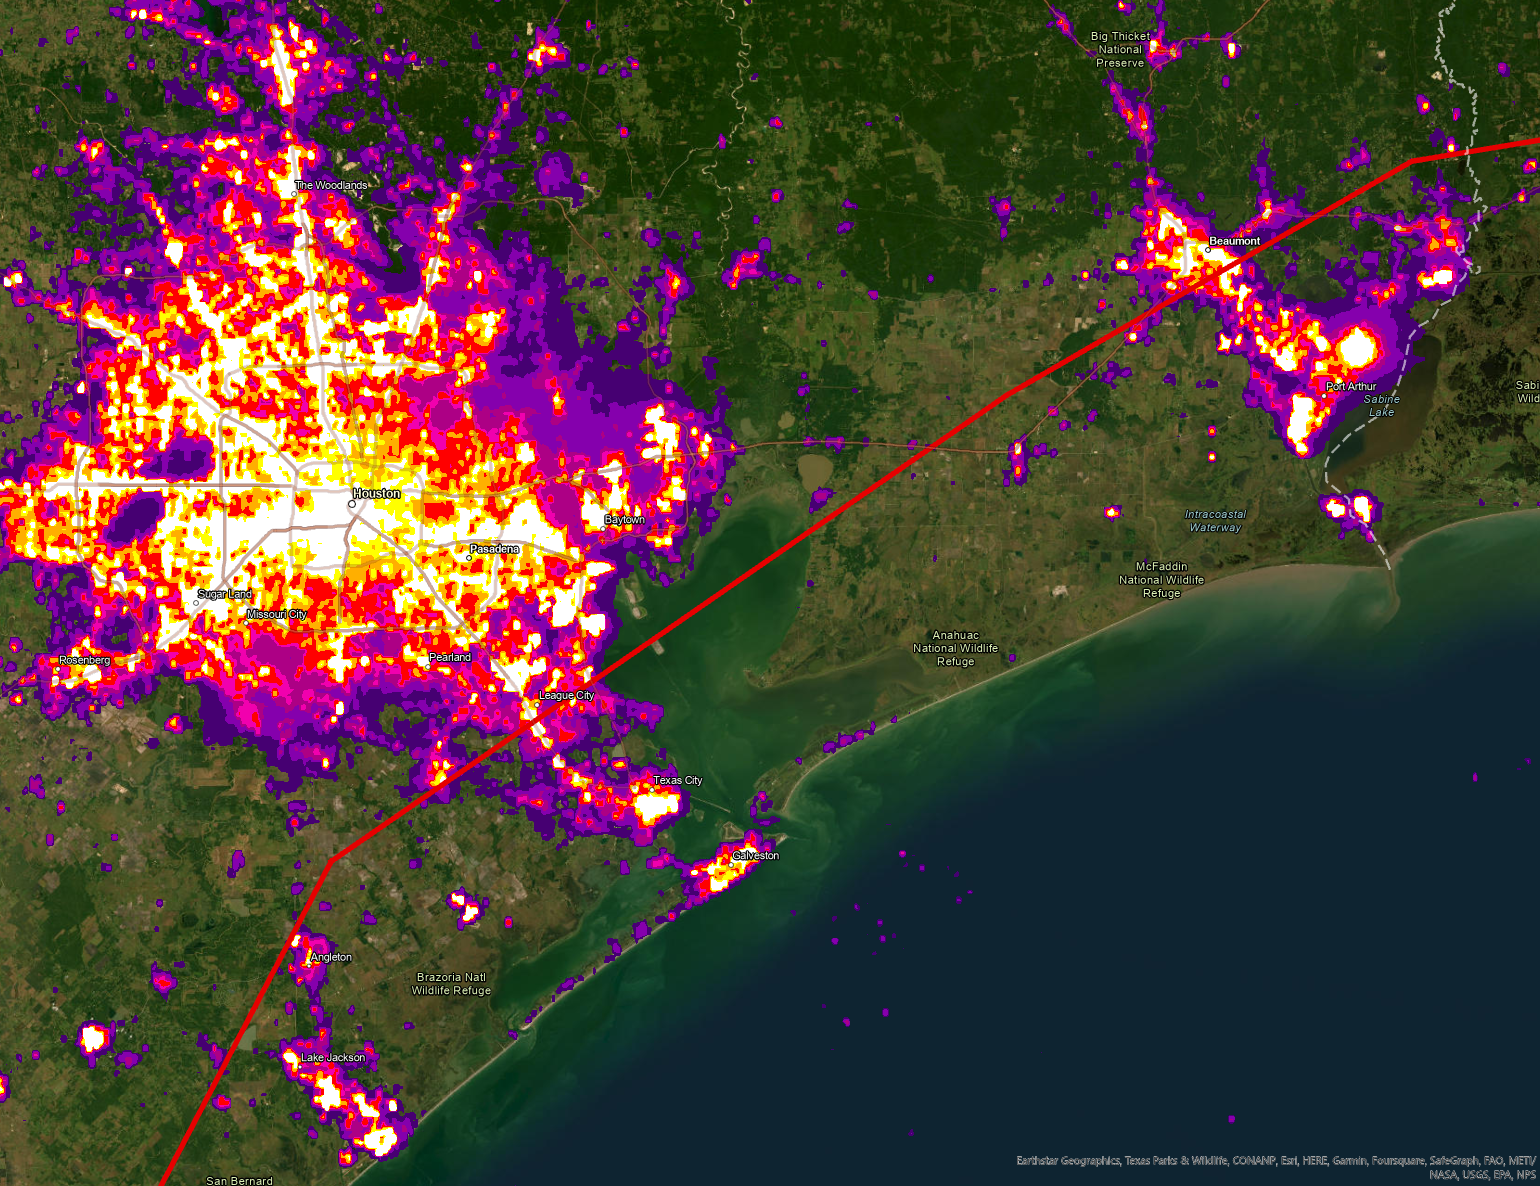 Big Thicket
National
Preserve
The Woodlands
Beaumont
Port Arthur
Sabine
Lake
Sabi
Wild
Houston
Baytown
Intracoastal
Waterway
Pasadena
McFaddin
National Wildlife
Refuge
Sugar Land
Missouri City
Anahuac
National Wildlife
Refuge
Rosenberg
Pearland
League City
Texas City
Galveston
Angleton
Brazoria Natl
Wildlife Refuge
Lake Jackson
San Bernard
Earthstar Geographics, Texas Parks & Wildlife, CONANP, Esri, HERE, Garmin, Foursquare, SafeGraph, FAO, METI/
NASA, USGS, EPA, NPS